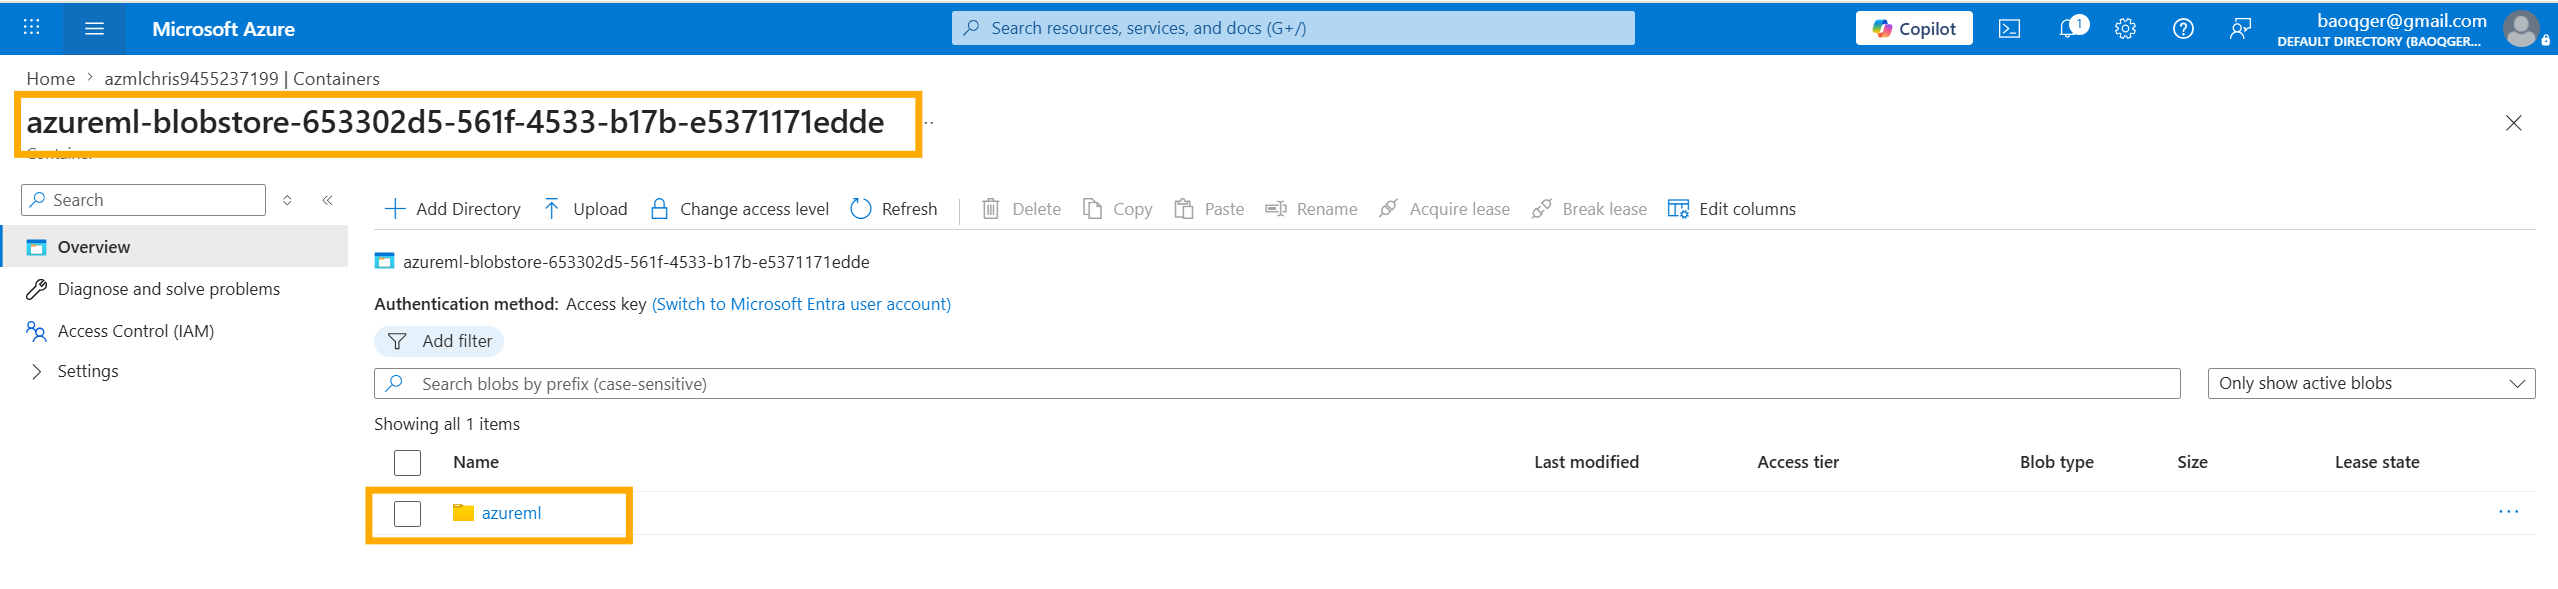 Microsoft Azure
Search resources, services, and docs (G+/)
Copilot
1
baoqger@gmail.com
DEFAULT DIRECTORY (BAOQGER...
Home > azmlchris9455237199 | Containers
azureml-blobstore-653302d5-561f-4533-b17b-e5371171edde
Container
Search
Add Directory Upload Change access level Refresh Delete Copy Paste Rename Acquire lease Break lease Edit columns
Overview
Diagnose and solve problems
Access Control (IAM)
Settings
azureml-blobstore-653302d5-561f-4533-b17b-e5371171edde
Authentication method: Access key (Switch to Microsoft Entra user account)
Add filter
Search blobs by prefix (case-sensitive)
Only show active blobs
Showing all 1 items
Name Last modified Access tier Blob type Size Lease state
azureml